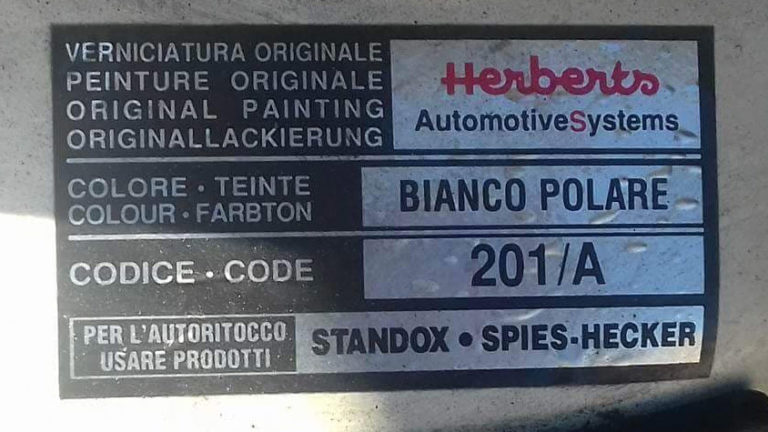 VERNICIATURA ORIGINALE
PEINTURE ORIGINALE
ORIGINAL PAINTING
ORIGINALLACKIERUNG
Herberts
AutomotiveSystems
COLORE · TEINTE
COLOUR · FARBTON
BIANCO POLARE
CODICE · CODE
201/A
PER L'AUTORITOCCO
USARE PRODOTTI
STANDOX • SPIES-HECKER